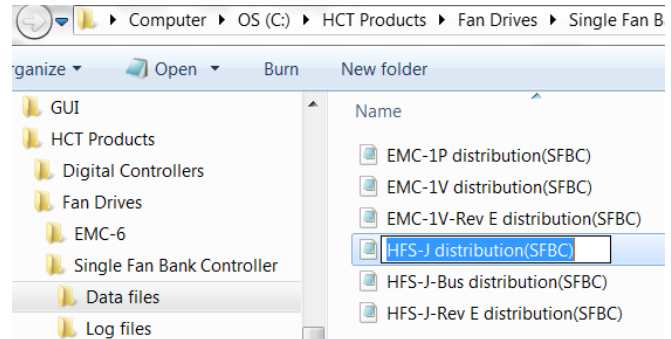 Computer OS (C:) HCT Products Fan Drives Single Fan B
rganize Open Burn New folder
GUI
HCT Products
Digital Controllers
Fan Drives
EMC-6
Single Fan Bank Controller
Data files
Log files
Name
EMC-1P distribution(SFBC)
EMC-1V distribution(SFBC)
EMC-1V-Rev E distribution(SFBC)
HFS-J distribution(SFBC)
HFS-J-Bus distribution(SFBC)
HFS-J-Rev E distribution(SFBC)